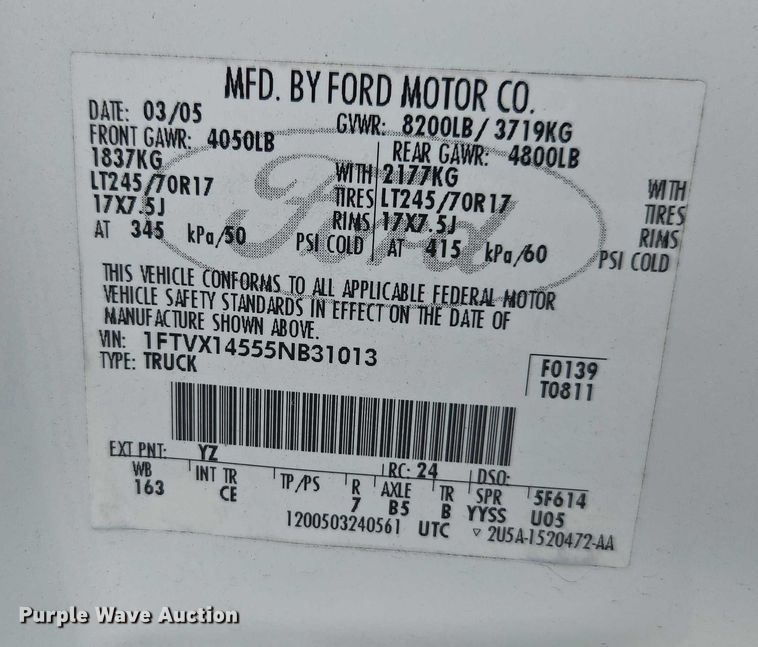 MFD. BY FORD MOTOR CO.
DATE: 03/05 GVWR: 8200LB/ 3719KG
FRONT GAWR: 4050LB REAR GAWR: 4800LB
1837KG WITH 2177KG WITH
LT245/70R17 TIRES LT245/70R17 TIRES
17X7.5J RIMS 17X7.5J RIMS
AT 345 kPa/50 PSI COLD AT 415 kPa/60 PSI COLD
Ford
THIS VEHICLE CONFORMS TO ALL APPLICABLE FEDERAL MOTOR
VEHICLE SAFETY STANDARDS IN EFFECT ON THE DATE OF
MANUFACTURE SHOWN ABOVE.
VIN: 1FTVX14555NB31013
TYPE: TRUCK
F0139
T0811
EXT PNT: YZ RC: 24 DSO:
WB INT TR TP/PS R AXLE TR SPR 5F614
163 CE 7 B5 B YYSS U05
1200503240561 UTC ▽ 2U5A-1520472-AA
Purple Wave Auction